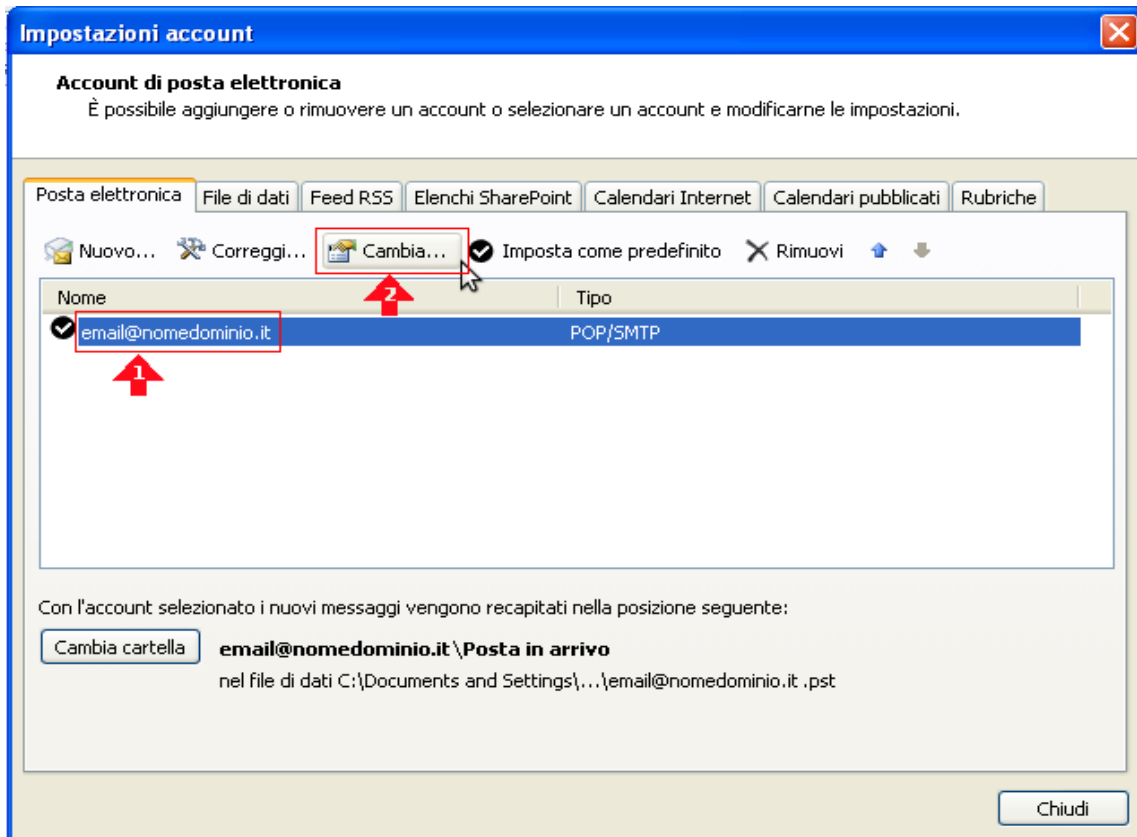 Impostazioni account
Account di posta elettronica
È possibile aggiungere o rimuovere un account o selezionare un account e modificarne le impostazioni.
Posta elettronica File di dati Feed RSS Elenchi SharePoint Calendari Internet Calendari pubblicati Rubriche
Nuovo... Correggi... Cambia... Imposta come predefinito Rimuovi
2
Nome Tipo
email@nomedominio.it POP/SMTP
1
Con l'account selezionato i nuovi messaggi vengono recapitati nella posizione seguente:
Cambia cartella email@nomedominio.it\Posta in arrivo
nel file di dati C:\Documents and Settings\...\email@nomedominio.it .pst
Chiudi